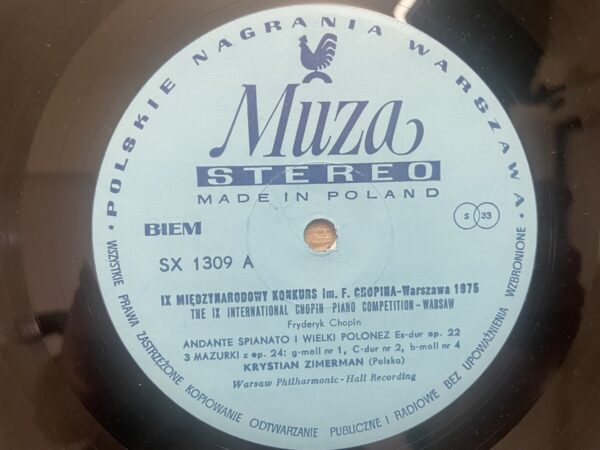 POLSKIE NAGRANIA WARSZAWA
Muza
STEREO
MADE IN POLAND
BIEM
S 33
SX 1309 A
IX MIĘDZYNARODOWY KONKURS im. F. CHOPINA-Warszawa 1975
THE IX INTERNATIONAL CHOPIN PIANO COMPETITION-WARSAW
Fryderyk Chopin
ANDANTE SPIANATO I WIELKI POLONEZ Es-dur op. 22
3 MAZURKI z op. 24: g-moll nr 1, C-dur nr 2, b-moll nr 4
KRYSTIAN ZIMERMAN (Polska)
Warsaw Philharmonic-Hall Recording
WSZYSTKIE PRAWA ZASTRZEŻONE KOPIOWANIE ODTWARZANIE PUBLICZNE I RADIOWE BEZ UPOWAŻNIENIA WZBRONIONE